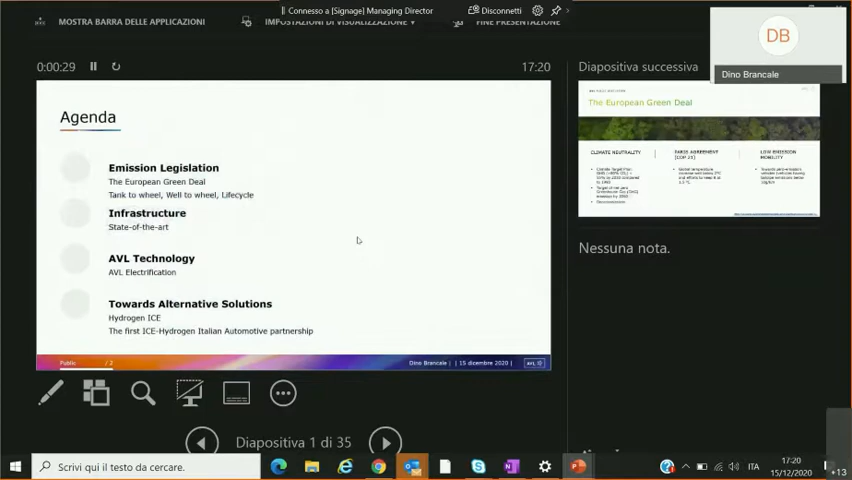 MOSTRA BARRA DELLE APPLICAZIONI
IMPOSTAZIONI DI VISUALIZZAZIONE ▾
FINE PRESENTAZIONE
Connesso a [Signage] Managing Director
Disconnetti
DB
Dino Brancale
0:00:29
17:20
Diapositiva successiva
Agenda
Emission Legislation
The European Green Deal
Tank to wheel, Well to wheel, Lifecycle
Infrastructure
State-of-the-art
AVL Technology
AVL Electrification
Towards Alternative Solutions
Hydrogen ICE
The first ICE-Hydrogen Italian Automotive partnership
Public / 2
Dino Brancale | | 15 dicembre 2020 |
AVL
The European Green Deal
CLIMATE NEUTRALITY
PARIS AGREEMENT
(COP 21)
LOW EMISSION
MOBILITY
Nessuna nota.
Diapositiva 1 di 35
Scrivi qui il testo da cercare.
ITA
17:20
15/12/2020
+13